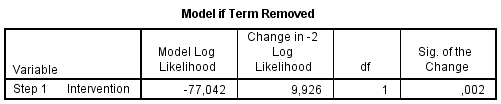 Model if Term Removed
Variable Model Log Likelihood Change in -2 Log Likelihood df Sig. of the Change
Step 1 Intervention -77,042 9,926 1 ,002